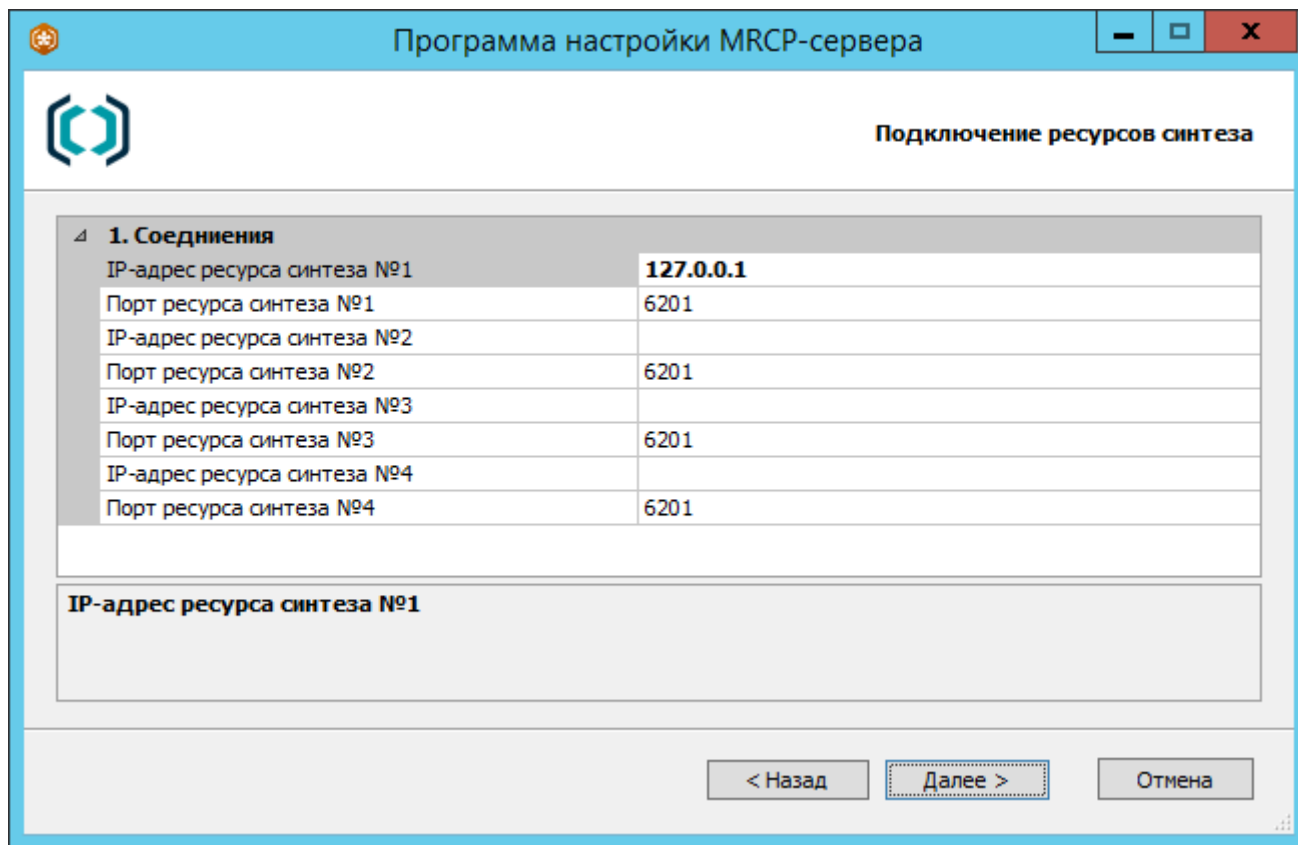 Программа настройки MRCP-сервера
Подключение ресурсов синтеза
1. Соедниения
IP-адрес ресурса синтеза №1 127.0.0.1
Порт ресурса синтеза №1 6201
IP-адрес ресурса синтеза №2
Порт ресурса синтеза №2 6201
IP-адрес ресурса синтеза №3
Порт ресурса синтеза №3 6201
IP-адрес ресурса синтеза №4
Порт ресурса синтеза №4 6201
IP-адрес ресурса синтеза №1
< Назад Далее > Отмена